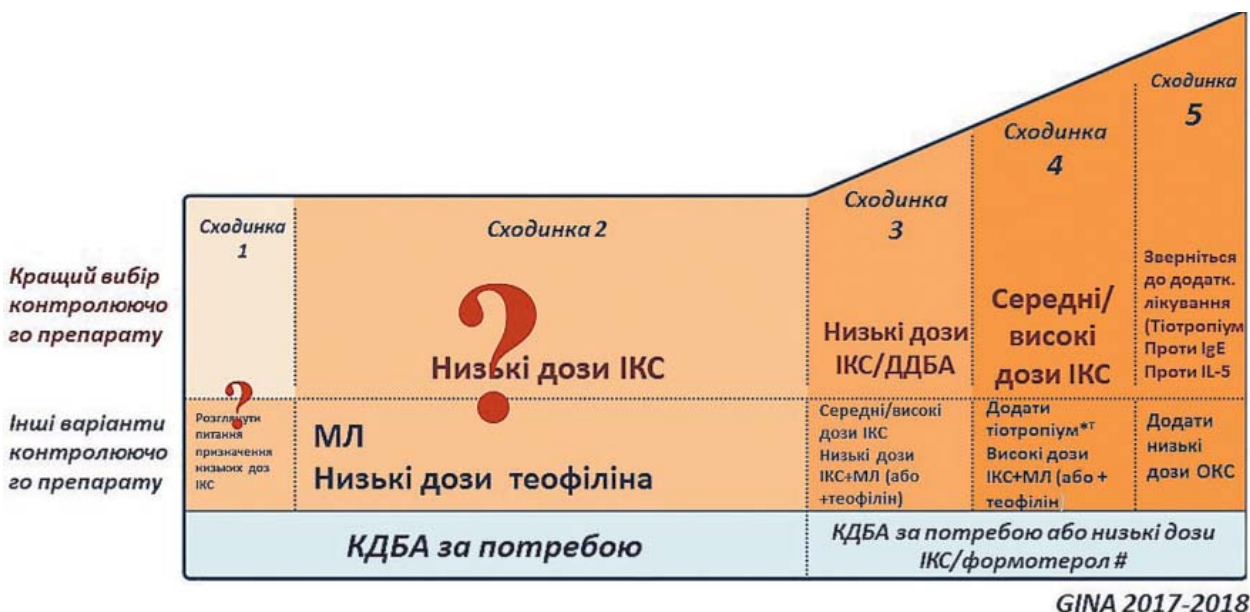 Сходинка
5
Сходинка
4
Сходинка
3
Сходинка
1
Сходинка 2
Кращий вибір
контролюючо
го препарату
?
Низькі дози ІКС
Низькі дози
ІКС/ДДБА
Середні/
високі
дози ІКС
Зверніться
до додатк.
лікування
(Тіотропіум
Проти IgE
Проти IL-5
Інші варіанти
контролюючо
го препарату
?
Розглянути
питання
призначення
низьких доз
ІКС
МЛ
Низькі дози теофіліна
Середні/високі
дози ІКС
Низькі дози
ІКС+МЛ (або
+теофілін)
Додати
тіотропіум*т
Високі дози
ІКС+МЛ (або +
теофілін)
Додати
низькі
дози ОКС
КДБА за потребою
КДБА за потребою або низькі дози
ІКС/формотерол #
GINA 2017-2018